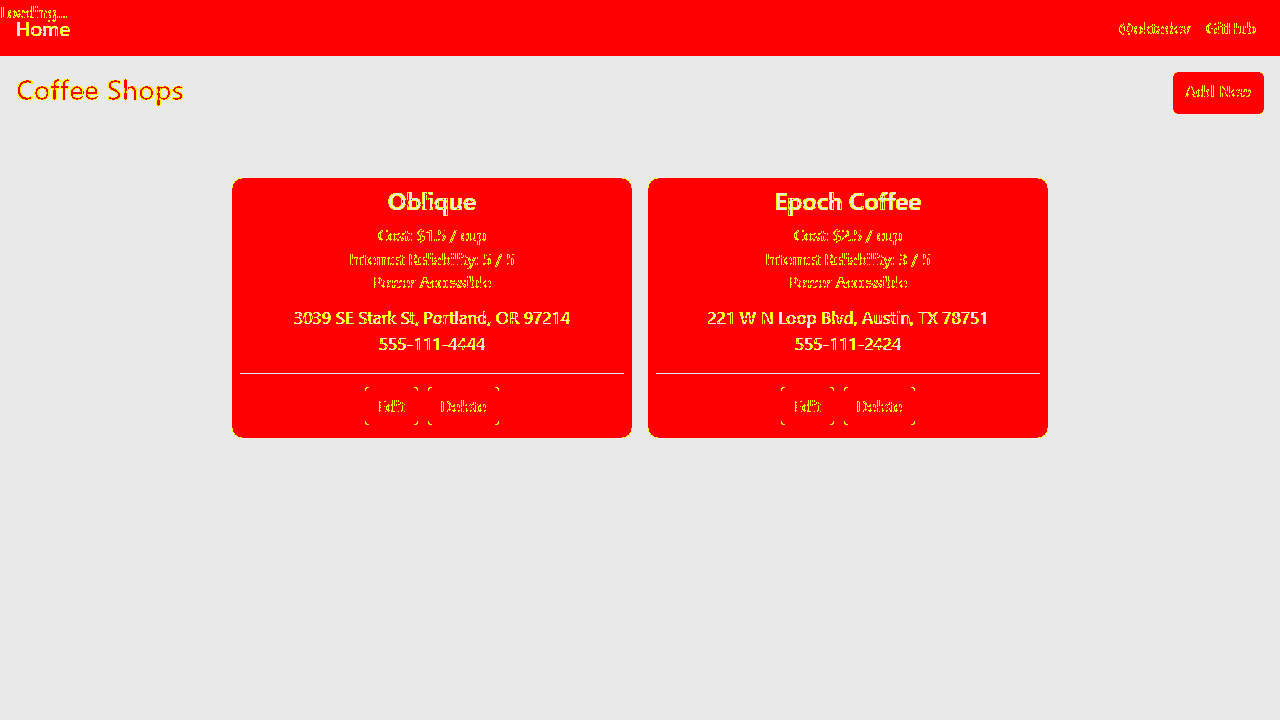 Loading...
Home
GitHub
Coffee Shops
Add New
Oblique
Cost: $1.5 / cup
Internet Reliability: 5 / 5
Power Accessible
3039 SE Stark St, Portland, OR 97214
555-111-4444
Edit
Delete
Epoch Coffee
Cost: $2.5 / cup
Internet Reliability: 3 / 5
Power Accessible
221 W N Loop Blvd, Austin, TX 78751
555-111-2424
Edit
Delete